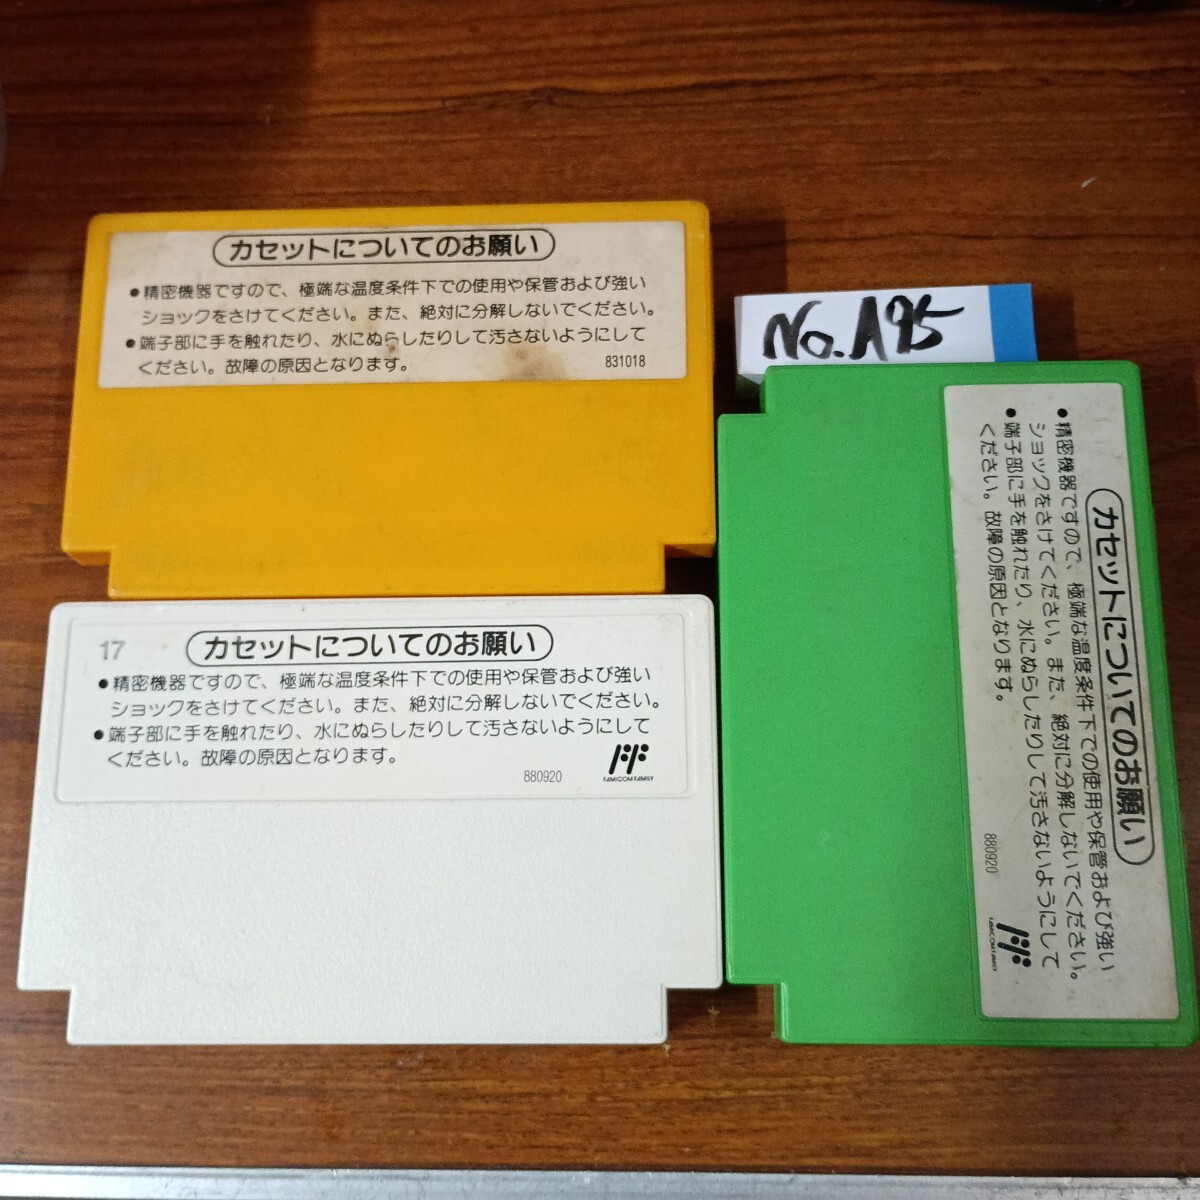 カセットについてのお願い
●精密機器ですので、極端な温度条件下での使用や保管および強い
ショックをさけてください。また、絶対に分解しないでください。
●端子部に手を触れたり、水にぬらしたりして汚さないようにして
ください。故障の原因となります。
831018
No.A95
17
カセットについてのお願い
●精密機器ですので、極端な温度条件下での使用や保管および強い
ショックをさけてください。また、絶対に分解しないでください。
●端子部に手を触れたり、水にぬらしたりして汚さないようにして
ください。故障の原因となります。
880920
FAMICOM FAMILY
カセットについてのお願い
●精密機器ですので、極端な温度条件下での使用や保管および強い
ショックをさけてください。また、絶対に分解しないでください。
●端子部に手を触れたり、水にぬらしたりして汚さないようにして
ください。故障の原因となります。
880920
FAMICOM FAMILY